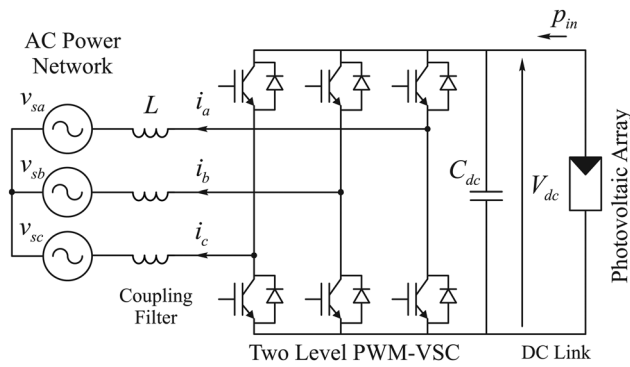 AC Power
Network
p_in
v_sa
L
i_a
v_sb
i_b
C_dc
V_dc
Photovoltaic Array
v_sc
i_c
Coupling
Filter
Two Level PWM-VSC
DC Link